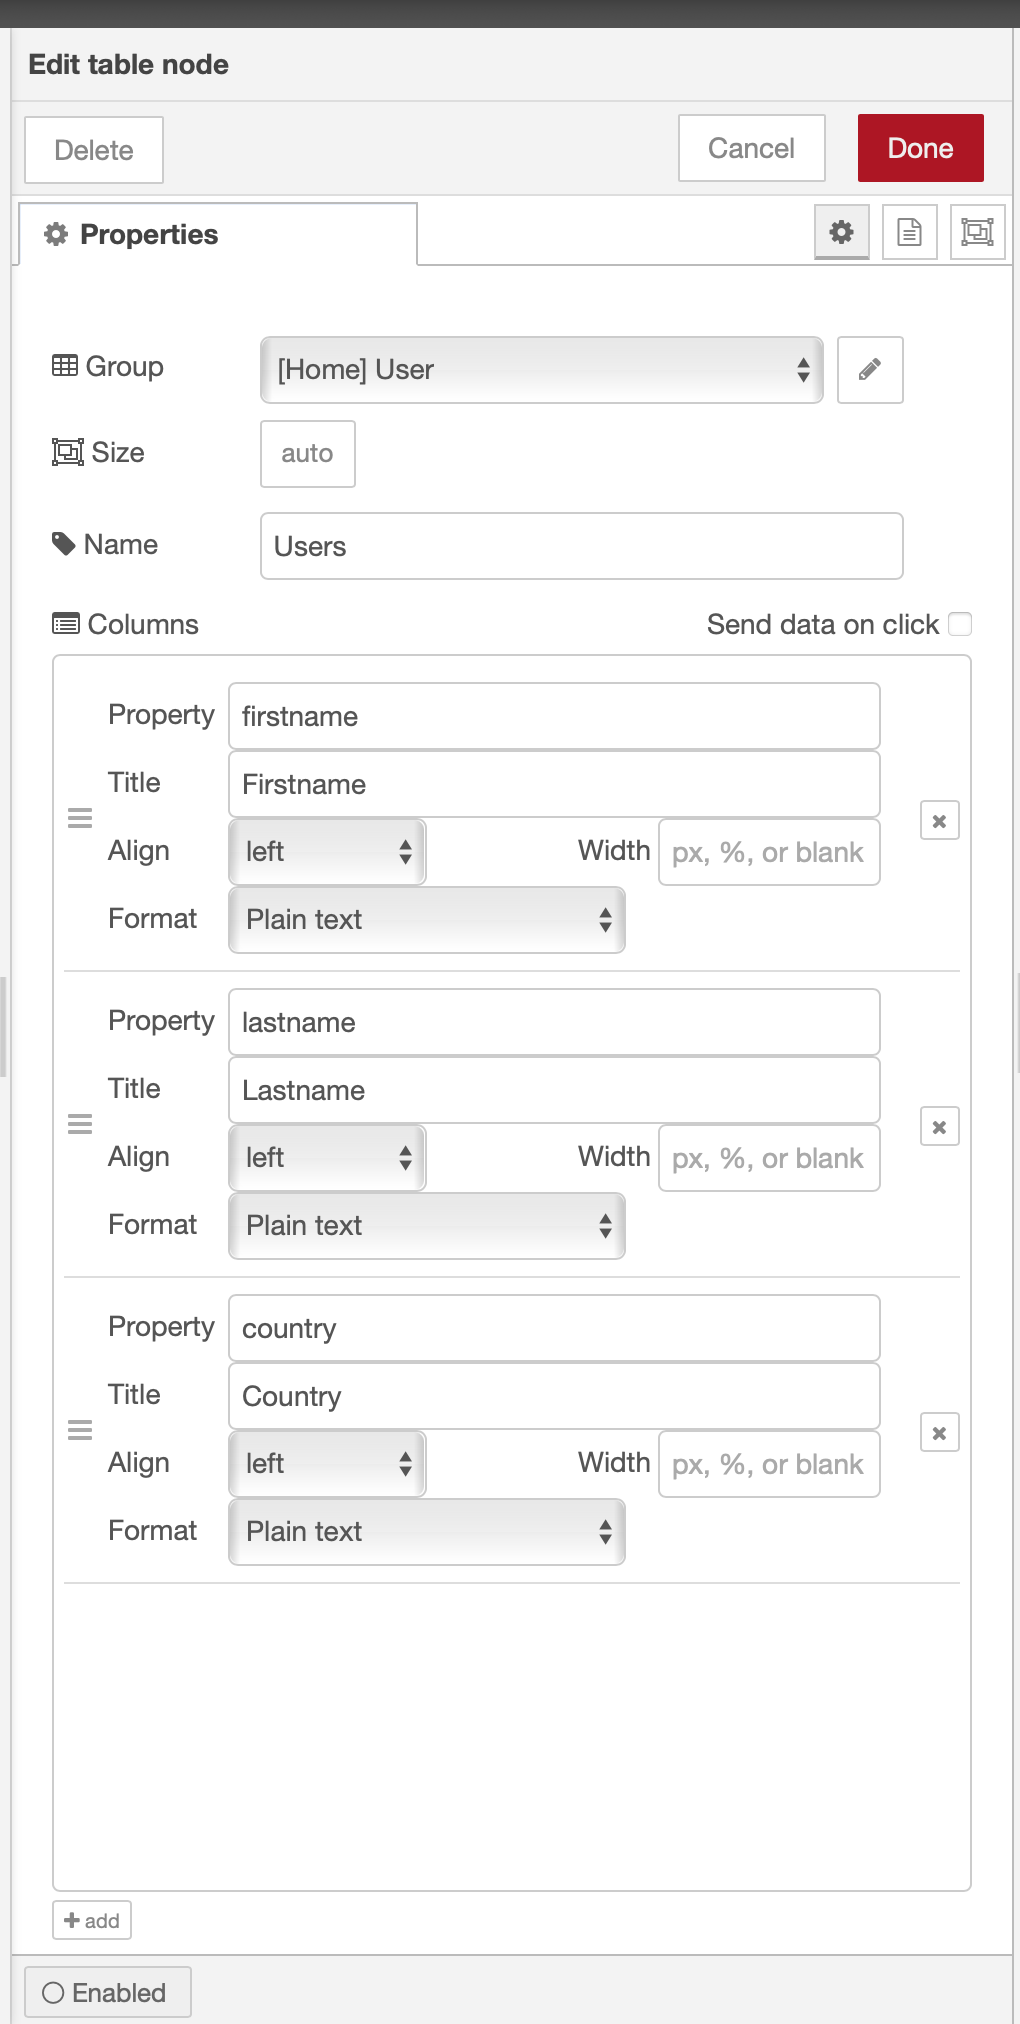 Edit table node
Delete Cancel Done
Properties
Group [Home] User
Size auto
Name Users
Columns Send data on click
Property firstname
Title Firstname
Align left Width px, %, or blank
Format Plain text
Property lastname
Title Lastname
Align left Width px, %, or blank
Format Plain text
Property country
Title Country
Align left Width px, %, or blank
Format Plain text
add
Enabled